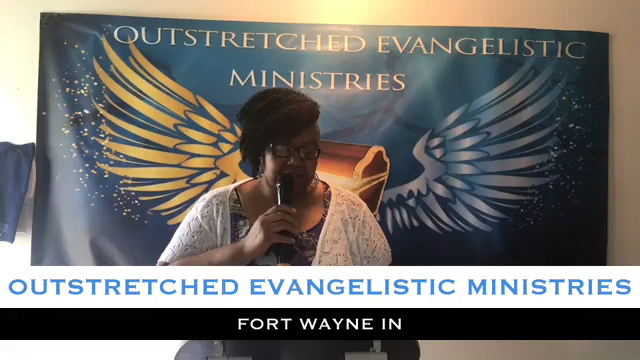 OUTSTRETCHED EVANGELISTIC
MINISTRIES
OUTSTRETCHED EVANGELISTIC MINISTRIES
FORT WAYNE IN